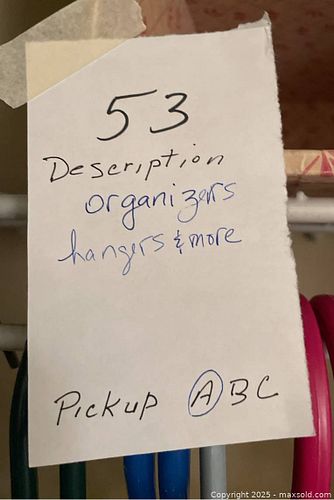 53
Description
organizers
hangers & more
Pickup A B C
Copyright 2025 - maxsold.com